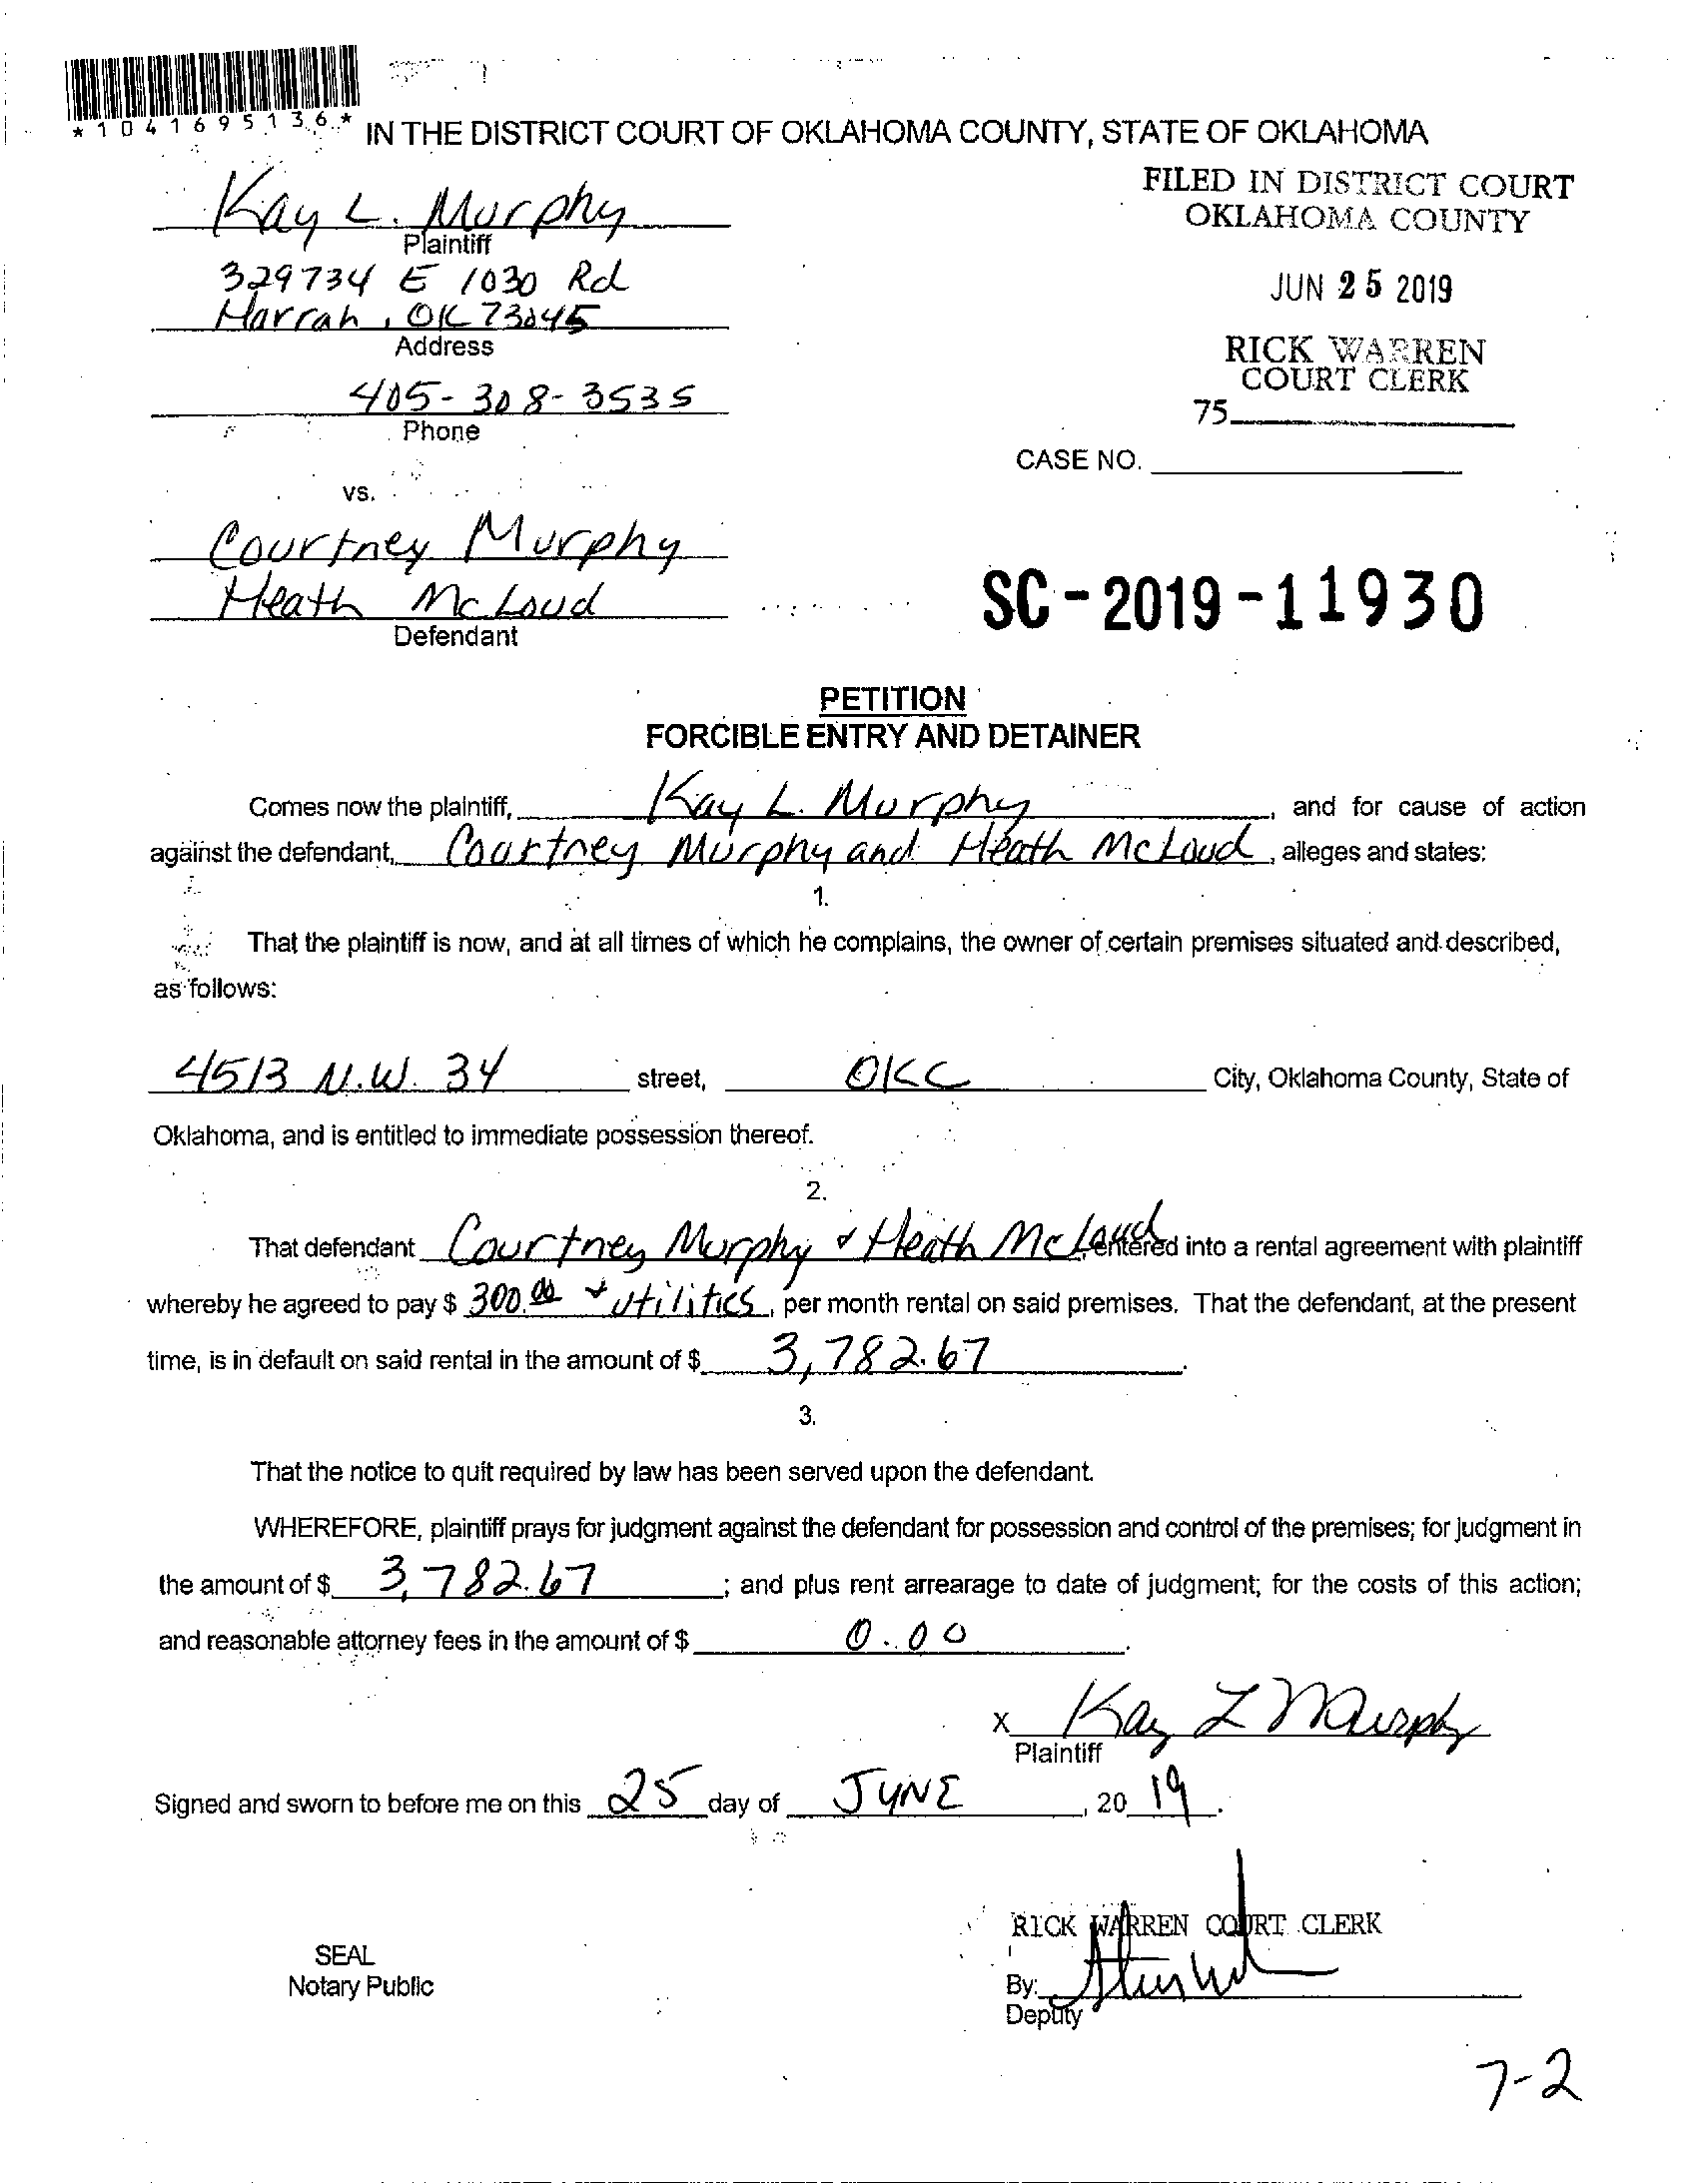 *1041695136*
IN THE DISTRICT COURT OF OKLAHOMA COUNTY, STATE OF OKLAHOMA
FILED IN DISTRICT COURT
OKLAHOMA COUNTY
JUN 25 2019
RICK WARREN
COURT CLERK
75
Kay L. Murphy
Plaintiff
329734 E 1030 Rd
Harrah, OK 73045
Address
405-308-3535
Phone
CASE NO.
vs.
Courtney Murphy
Heath McLoud
Defendant
SC-2019-11930
PETITION
FORCIBLE ENTRY AND DETAINER
Comes now the plaintiff, Kay L. Murphy, and for cause of action
against the defendant, Courtney Murphy and Heath McLoud, alleges and states:
1.
That the plaintiff is now, and at all times of which he complains, the owner of certain premises situated and described,
as follows:
4513 N.W. 34 street, OKC City, Oklahoma County, State of
Oklahoma, and is entitled to immediate possession thereof.
2.
That defendant Courtney Murphy & Heath McLoud, entered into a rental agreement with plaintiff
whereby he agreed to pay $ 300.00 + utilities, per month rental on said premises. That the defendant, at the present
time, is in default on said rental in the amount of $ 3,782.67.
3.
That the notice to quit required by law has been served upon the defendant.
WHEREFORE, plaintiff prays for judgment against the defendant for possession and control of the premises; for judgment in
the amount of $ 3,782.67; and plus rent arrearage to date of judgment; for the costs of this action;
and reasonable attorney fees in the amount of $ 0.00.
X Kay L Murphy
Plaintiff
Signed and sworn to before me on this 25 day of JUNE, 2019.
RICK WARREN COURT CLERK
SEAL
Notary Public
By:
Deputy
7-2